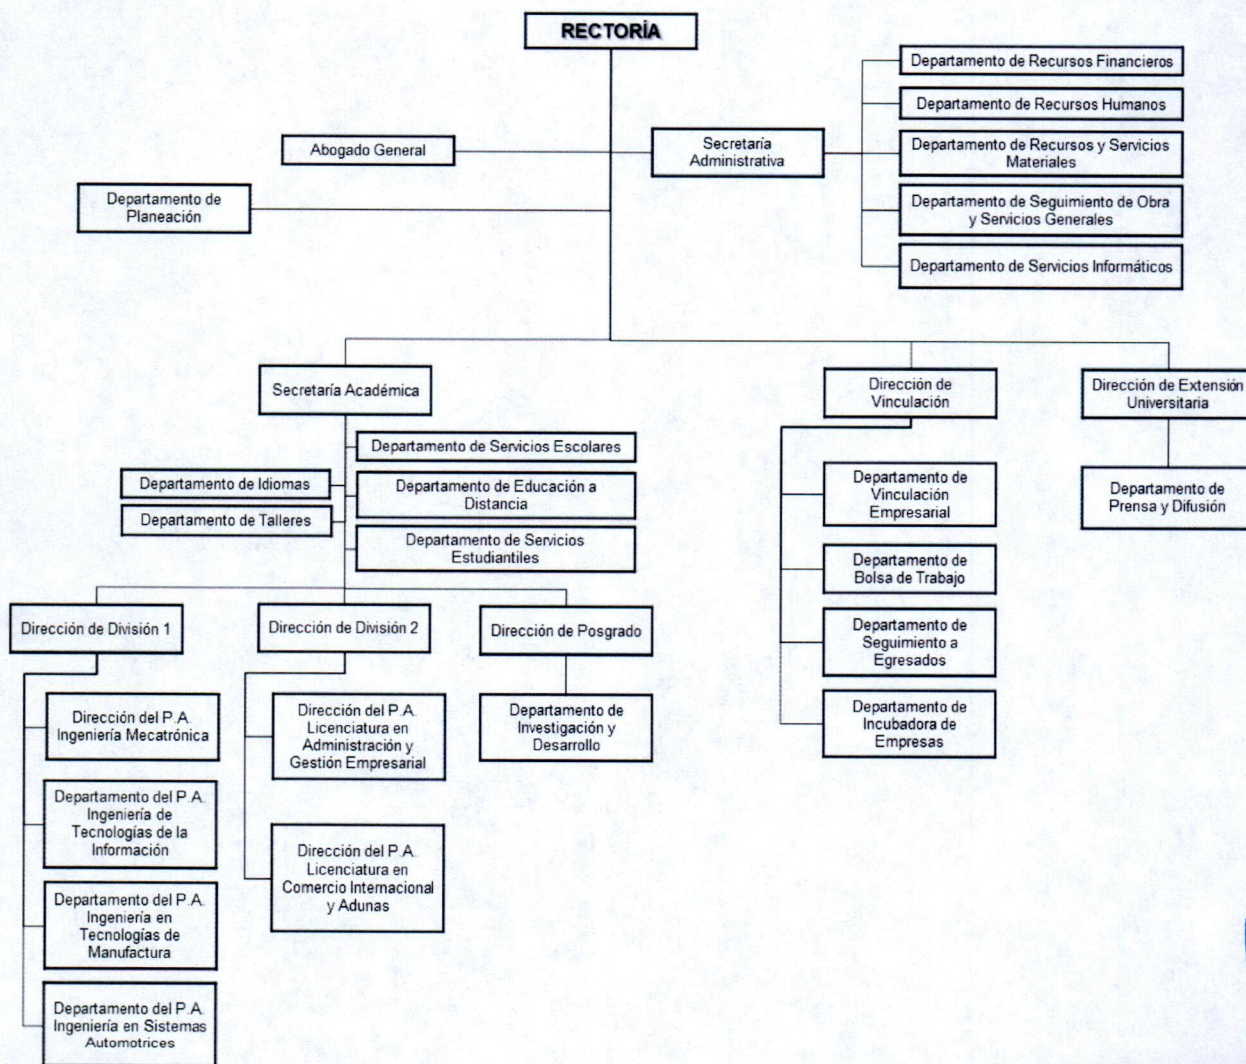 RECTORÍA
Departamento de Recursos Financieros
Departamento de Recursos Humanos
Abogado General
Secretaría
Administrativa
Departamento de Recursos y Servicios
Materiales
Departamento de
Planeación
Departamento de Seguimiento de Obra
y Servicios Generales
Departamento de Servicios Informáticos
Secretaría Académica
Dirección de
Vinculación
Dirección de Extensión
Universitaria
Departamento de Servicios Escolares
Departamento de Idiomas
Departamento de Educación a
Distancia
Departamento de Talleres
Departamento de Servicios
Estudiantiles
Departamento de
Vinculación
Empresarial
Departamento de
Prensa y Difusión
Departamento de
Bolsa de Trabajo
Departamento de
Seguimiento a
Egresados
Departamento de
Incubadora de
Empresas
Dirección de División 1
Dirección de División 2
Dirección de Posgrado
Dirección del P.A.
Ingeniería Mecatrónica
Departamento del P.A.
Ingeniería de
Tecnologías de la
Información
Departamento del P.A.
Ingeniería en
Tecnologías de
Manufactura
Departamento del P.A.
Ingeniería en Sistemas
Automotrices
Dirección del P.A.
Licenciatura en
Administración y
Gestión Empresarial
Dirección del P.A.
Licenciatura en
Comercio Internacional
y Adunas
Departamento de
Investigación y
Desarrollo